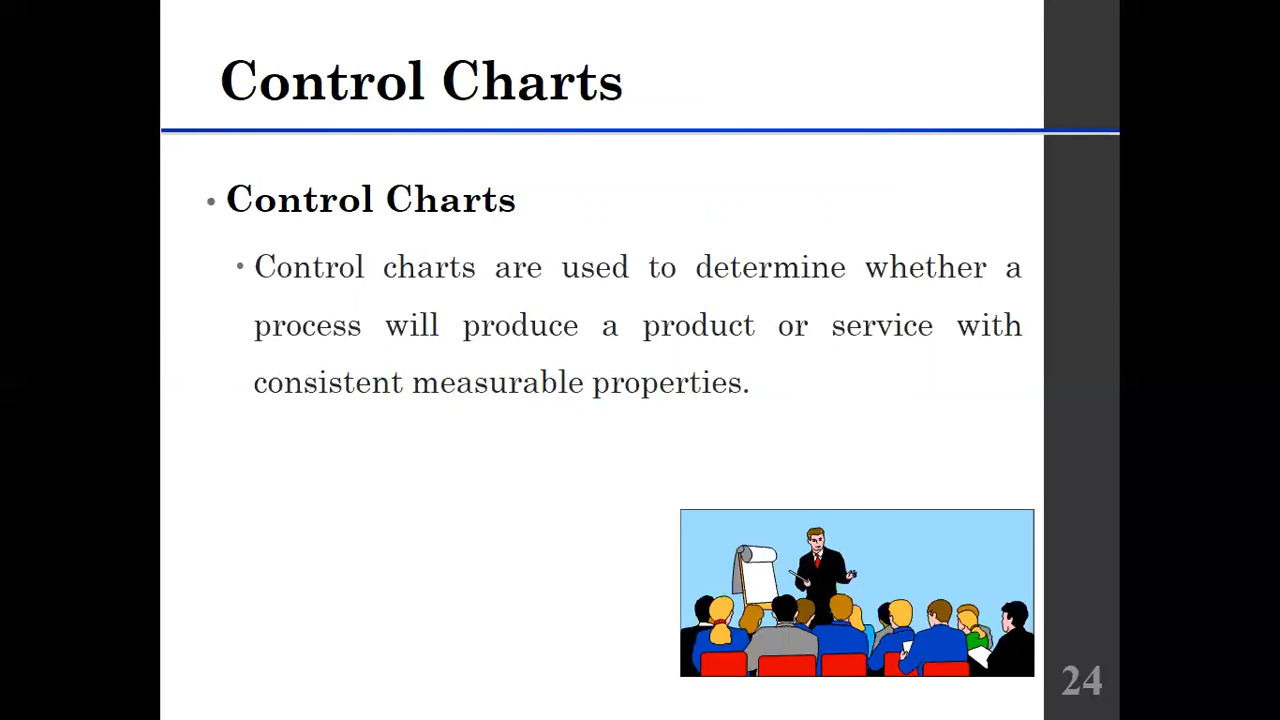 Control Charts
• Control Charts
• Control charts are used to determine whether a
process will produce a product or service with
consistent measurable properties.
24